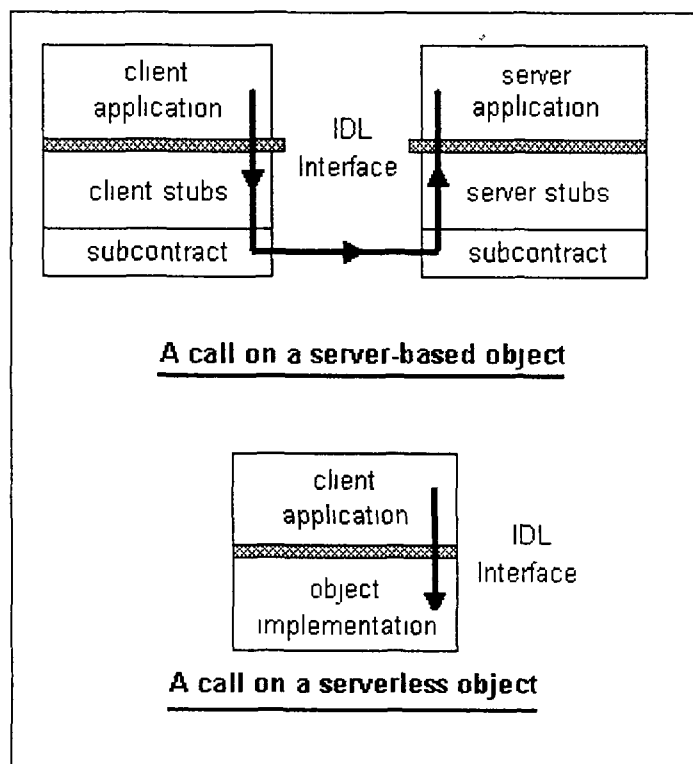 client
application
client stubs
subcontract
IDL
Interface
server
application
server stubs
subcontract
A call on a server-based object
client
application
object
implementation
IDL
Interface
A call on a serverless object